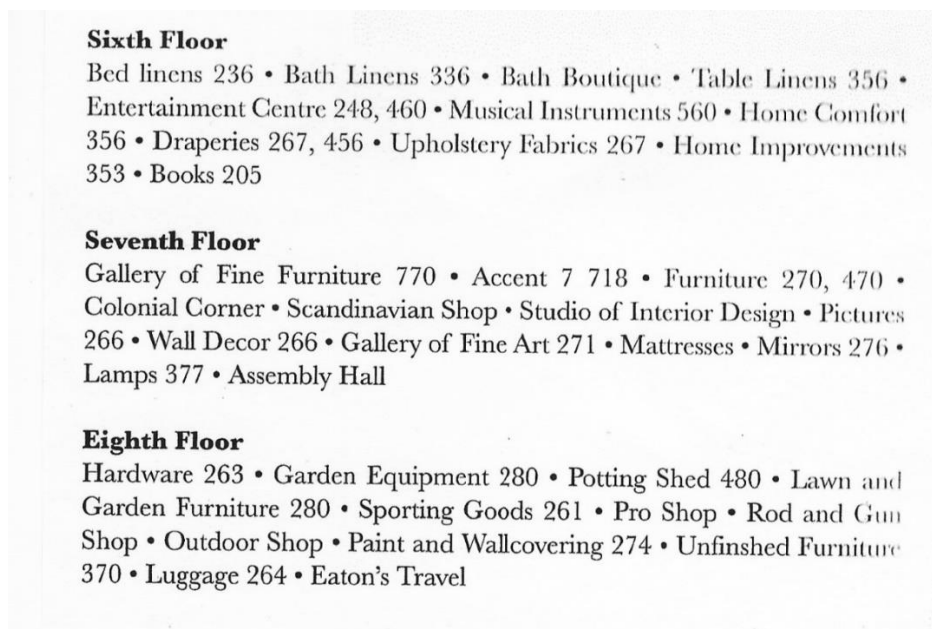 Sixth Floor
Bed linens 236 • Bath Linens 336 • Bath Boutique • Table Linens 356 •
Entertainment Centre 248, 460 • Musical Instruments 560 • Home Comfort
356 • Draperies 267, 456 • Upholstery Fabrics 267 • Home Improvements
353 • Books 205
Seventh Floor
Gallery of Fine Furniture 770 • Accent 7 718 • Furniture 270, 470 •
Colonial Corner • Scandinavian Shop • Studio of Interior Design • Pictures
266 • Wall Decor 266 • Gallery of Fine Art 271 • Mattresses • Mirrors 276 •
Lamps 377 • Assembly Hall
Eighth Floor
Hardware 263 • Garden Equipment 280 • Potting Shed 480 • Lawn and
Garden Furniture 280 • Sporting Goods 261 • Pro Shop • Rod and Gun
Shop • Outdoor Shop • Paint and Wallcovering 274 • Unfinshed Furniture
370 • Luggage 264 • Eaton's Travel